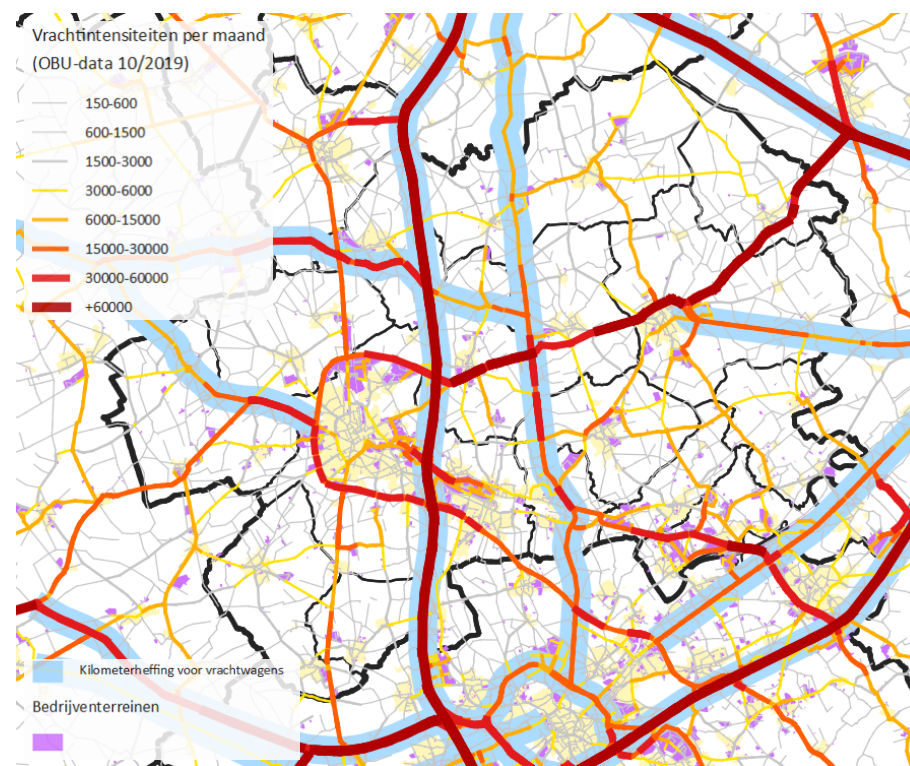 Vrachtintensiteiten per maand
(OBU-data 10/2019)
150-600
600-1500
1500-3000
3000-6000
6000-15000
15000-30000
30000-60000
+60000
Kilometerheffing voor vrachtwagens
Bedrijventerreinen